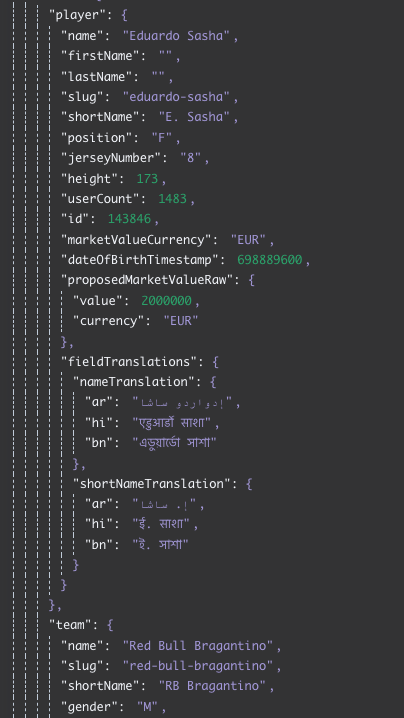 "player": {
"name": "Eduardo Sasha",
"firstName": "",
"lastName": "",
"slug": "eduardo-sasha",
"shortName": "E. Sasha",
"position": "F",
"jerseyNumber": "8",
"height": 173,
"userCount": 1483,
"id": 143846,
"marketValueCurrency": "EUR",
"dateOfBirthTimestamp": 698889600,
"proposedMarketValueRaw": {
"value": 2000000,
"currency": "EUR"
},
"fieldTranslations": {
"nameTranslation": {
"ar": "إدواردو ساشا",
"hi": "एडुआर्डो साशा",
"bn": "এডুয়ার্ডো সাশা"
},
"shortNameTranslation": {
"ar": "إ. ساشا",
"hi": "ई. साशा",
"bn": "ই. সাশা"
}
}
},
"team": {
"name": "Red Bull Bragantino",
"slug": "red-bull-bragantino",
"shortName": "RB Bragantino",
"gender": "M",